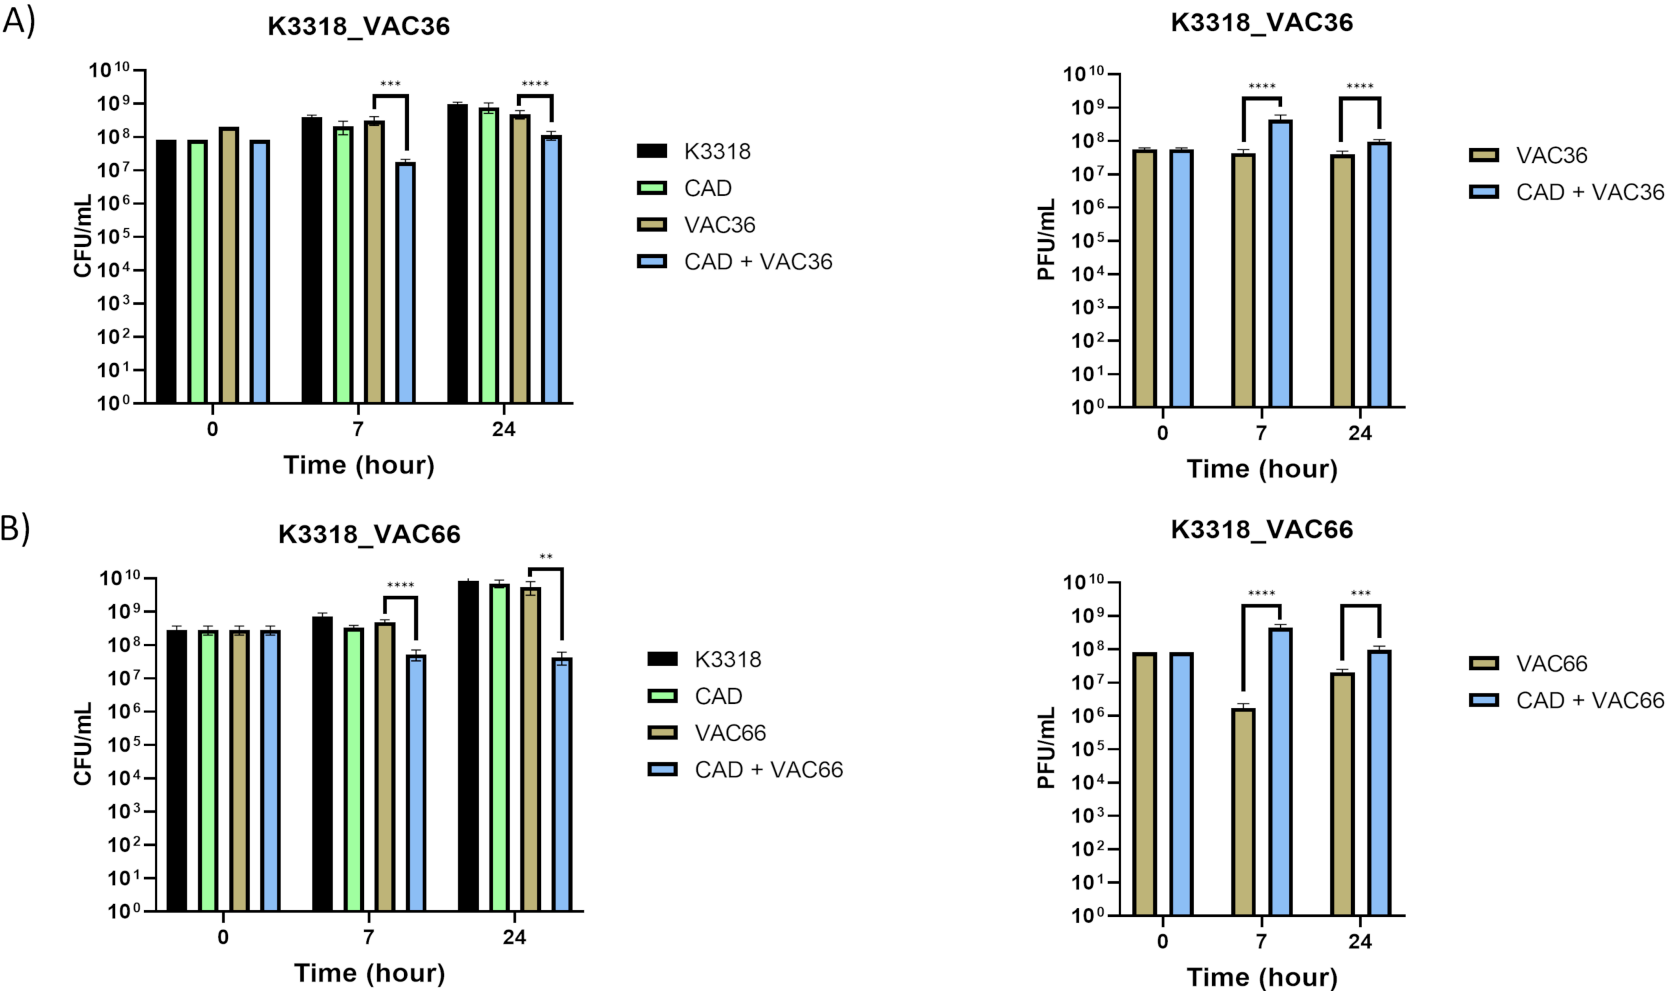 A)
K3318_VAC36
CFU/mL
10^10
10^9
10^8
10^7
10^6
10^5
10^4
10^3
10^2
10^1
10^0
*** ****
0 7 24
Time (hour)
K3318
CAD
VAC36
CAD + VAC36
K3318_VAC36
PFU/mL
10^10
10^9
10^8
10^7
10^6
10^5
10^4
10^3
10^2
10^1
10^0
**** ****
0 7 24
Time (hour)
VAC36
CAD + VAC36
B)
K3318_VAC66
CFU/mL
10^10
10^9
10^8
10^7
10^6
10^5
10^4
10^3
10^2
10^1
10^0
**** **
0 7 24
Time (hour)
K3318
CAD
VAC66
CAD + VAC66
K3318_VAC66
PFU/mL
10^10
10^9
10^8
10^7
10^6
10^5
10^4
10^3
10^2
10^1
10^0
**** ***
0 7 24
Time (hour)
VAC66
CAD + VAC66